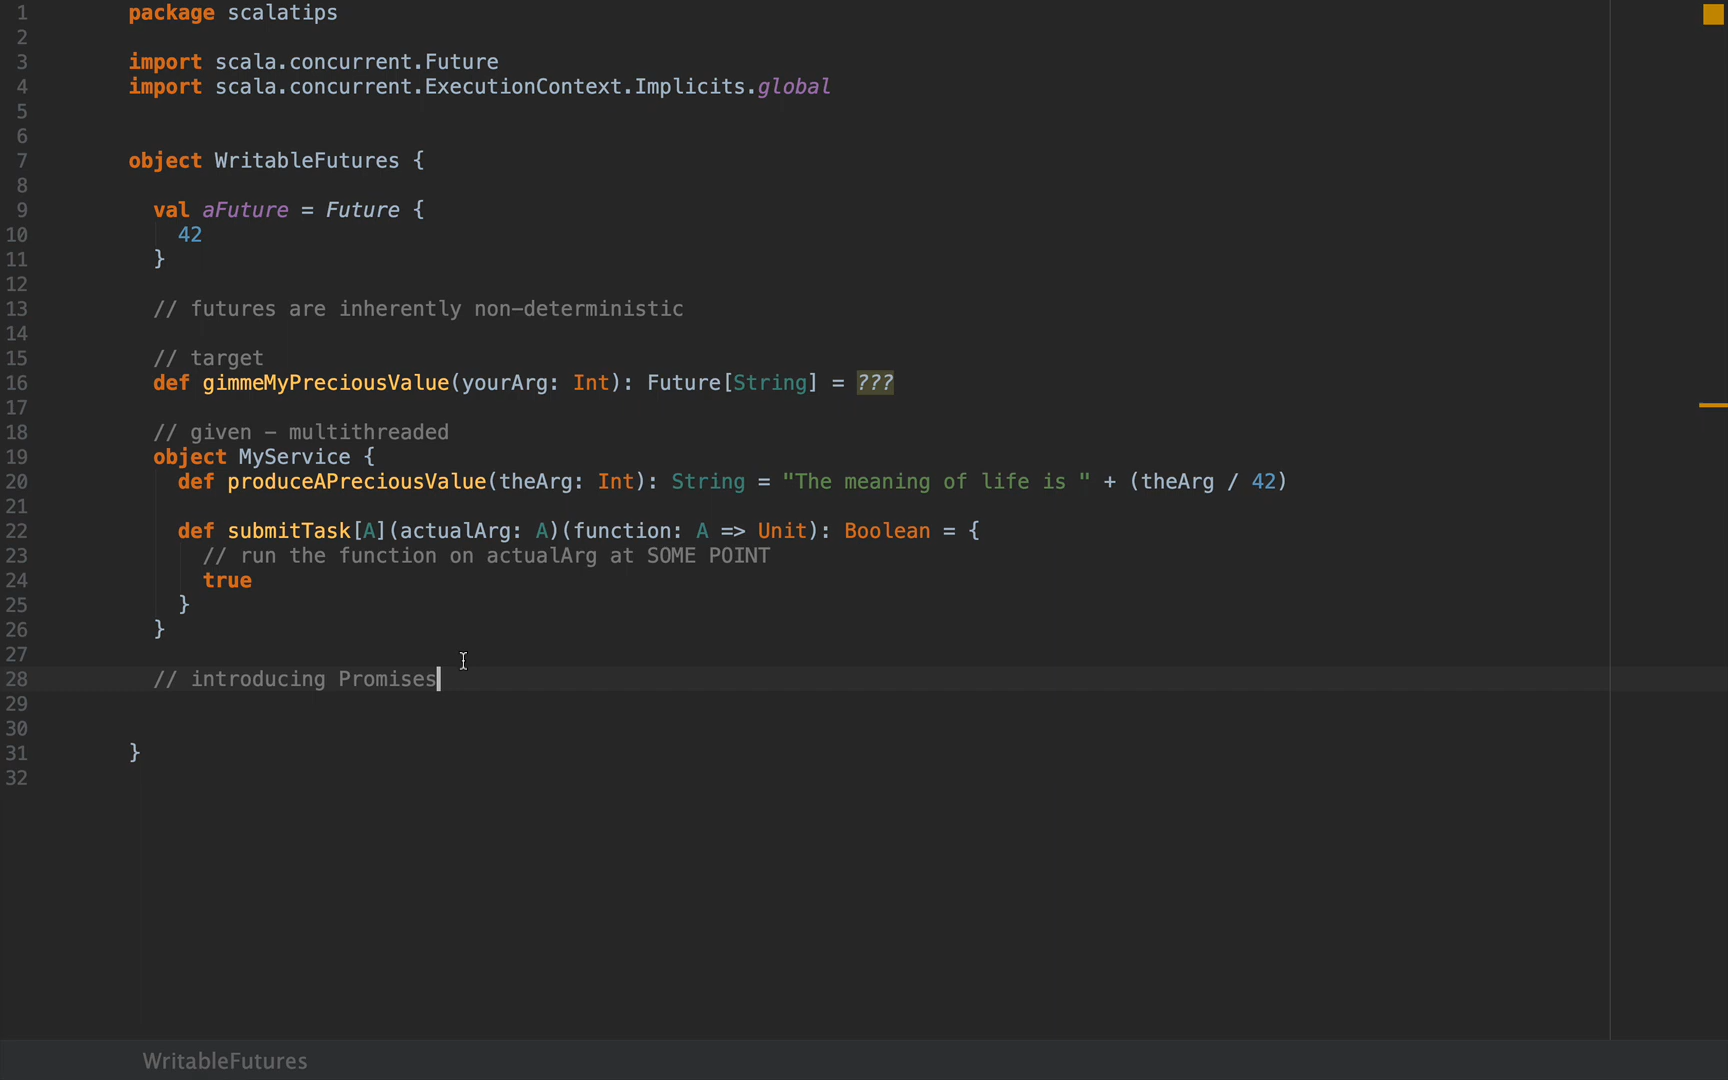 1 package scalatips
2
3 import scala.concurrent.Future
4 import scala.concurrent.ExecutionContext.Implicits.global
5
6
7 object WritableFutures {
8
9 val aFuture = Future {
10 42
11 }
12
13 // futures are inherently non-deterministic
14
15 // target
16 def gimmeMyPreciousValue(yourArg: Int): Future[String] = ???
17
18 // given - multithreaded
19 object MyService {
20 def produceAPreciousValue(theArg: Int): String = "The meaning of life is " + (theArg / 42)
21
22 def submitTask[A](actualArg: A)(function: A => Unit): Boolean = {
23 // run the function on actualArg at SOME POINT
24 true
25 }
26 }
27
28 // introducing Promises
29
30
31 }
32
WritableFutures